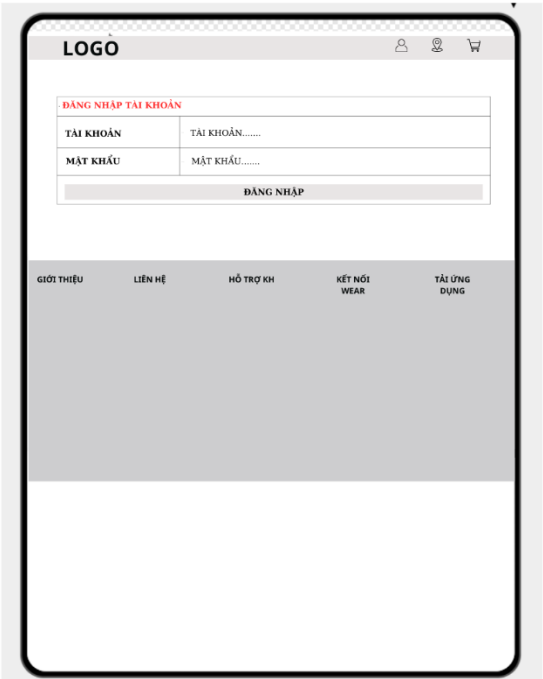 LOGO
ĐĂNG NHẬP TÀI KHOẢN
TÀI KHOẢN
TÀI KHOẢN.......
MẬT KHẨU
MẬT KHẨU.......
ĐĂNG NHẬP
GIỚI THIỆU
LIÊN HỆ
HỖ TRỢ KH
KẾT NỐI
WEAR
TẢI ỨNG
DỤNG